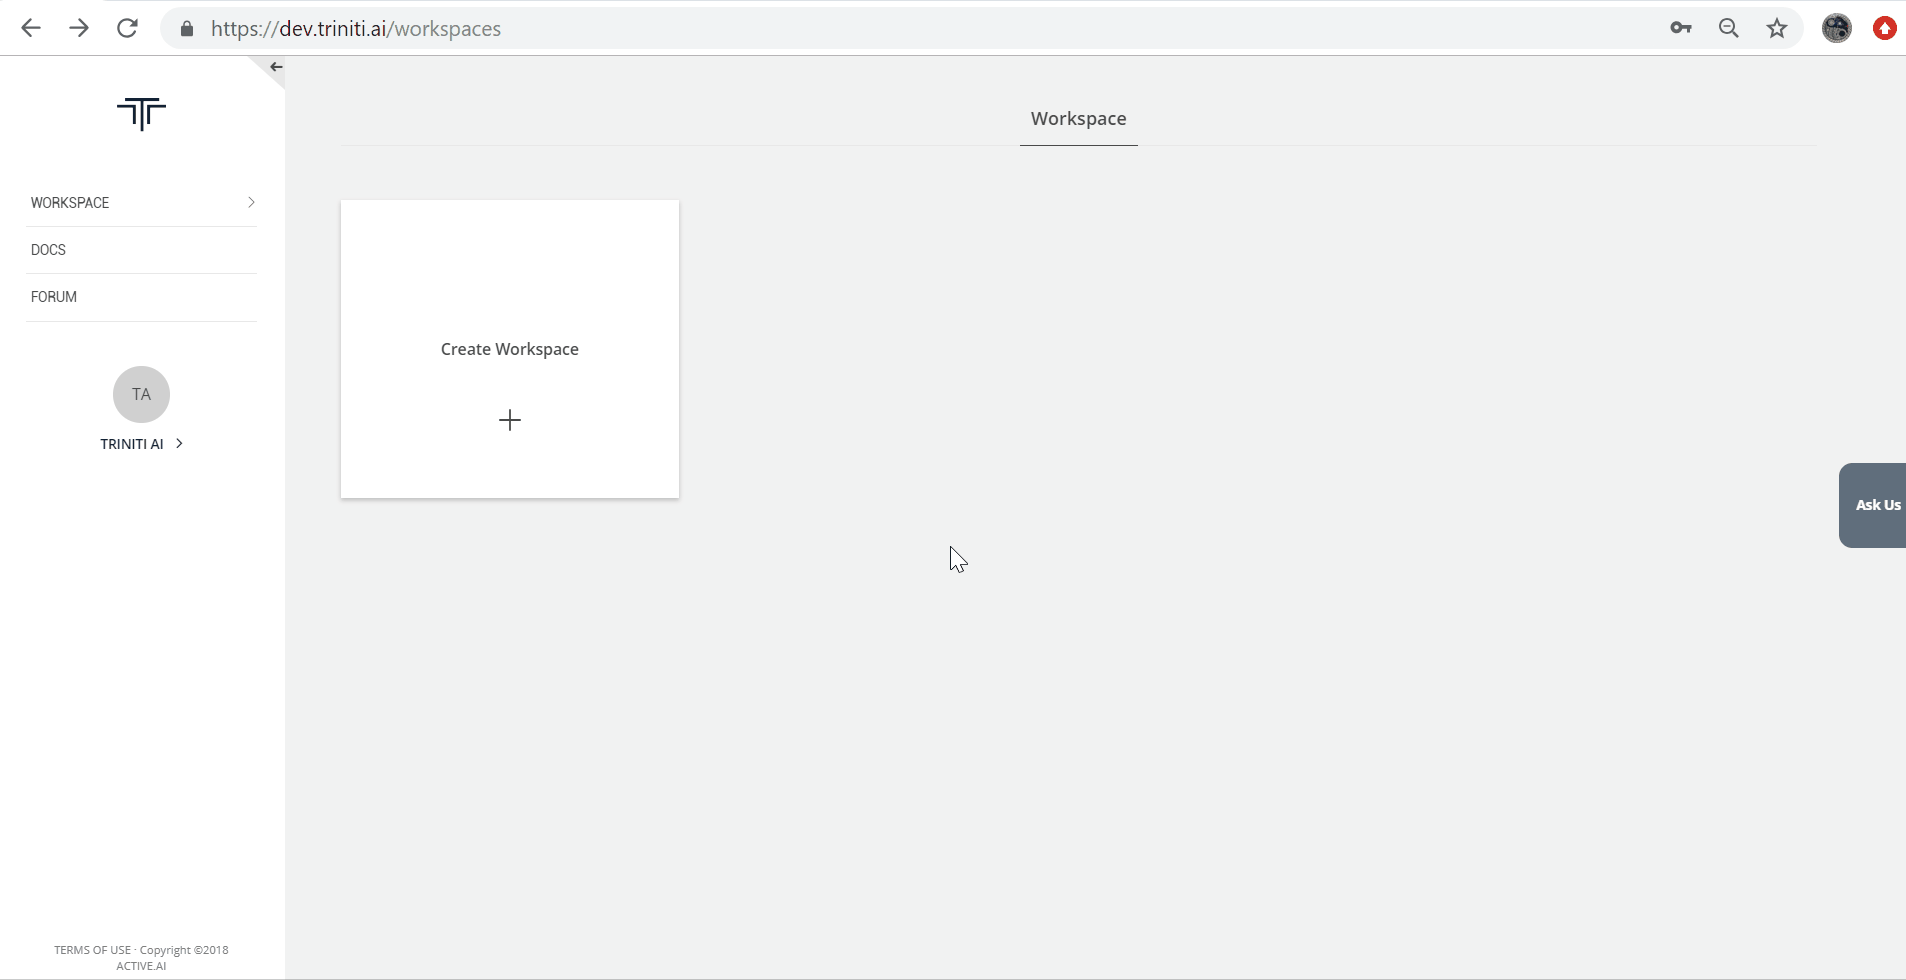 https://dev.triniti.ai/workspaces
Workspace
WORKSPACE
DOCS
FORUM
TA
TRINITI AI
Create Workspace
Ask Us
TERMS OF USE · Copyright ©2018
ACTIVE.AI